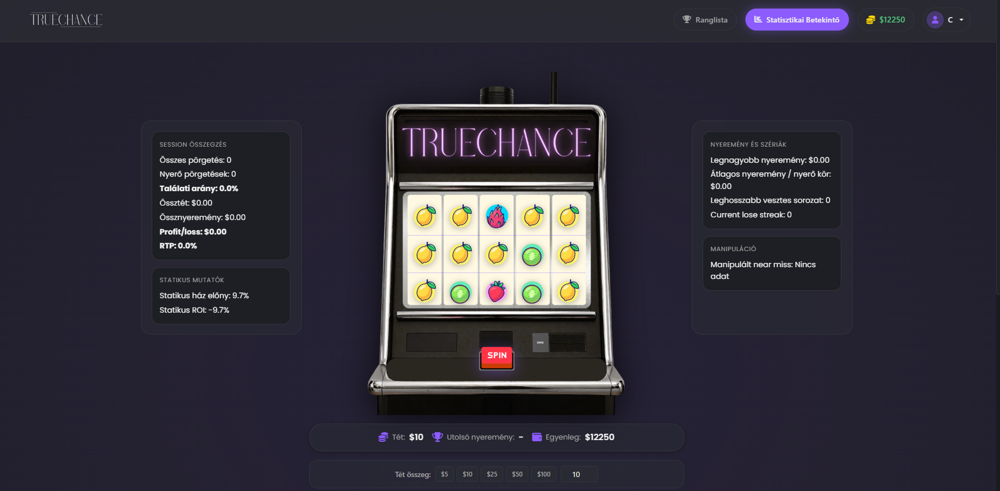 TRUECHANCE
Ranglista
Statisztikai Betekintő
$12250
C
SESSION ÖSSZEGZÉS
Összes pörgetés: 0
Nyerő pörgetések: 0
Találati arány: 0.0%
Össztét: $0.00
Össznyeremény: $0.00
Profit/loss: $0.00
RTP: 0.0%
STATIKUS MUTATÓK
Statikus ház előny: 9.7%
Statikus ROI: -9.7%
TRUECHANCE
SPIN
NYEREMÉNY ÉS SZÉRIÁK
Legnagyobb nyeremény: $0.00
Átlagos nyeremény / nyerő kör:
$0.00
Leghosszabb vesztes sorozat: 0
Current lose streak: 0
MANIPULÁCIÓ
Manipulált near miss: Nincs
adat
Tét: $10 Utolsó nyeremény: - Egyenleg: $12250
Tét összeg: $5 $10 $25 $50 $100 10